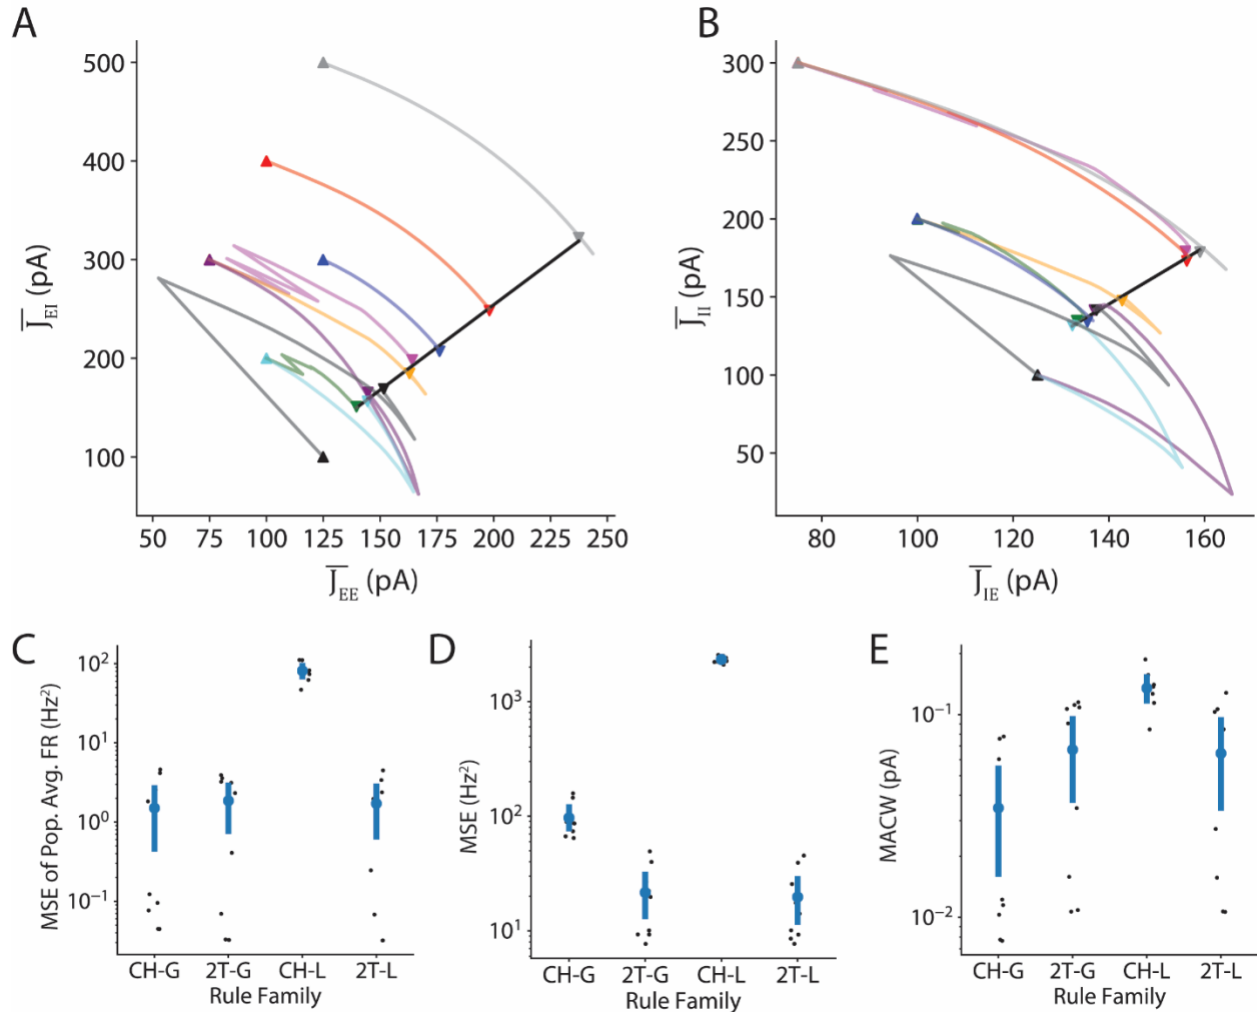 A
500
400
300
200
100
J̅EI (pA)
50 75 100 125 150 175 200 225 250
J̅EE (pA)
B
300
250
200
150
100
50
J̅II (pA)
80 100 120 140 160
J̅IE (pA)
C
10²
10¹
10⁰
10⁻¹
MSE of Pop. Avg. FR (Hz²)
CH-G 2T-G CH-L 2T-L
Rule Family
D
10³
10²
10¹
MSE (Hz²)
CH-G 2T-G CH-L 2T-L
Rule Family
E
10⁻¹
10⁻²
MACW (pA)
CH-G 2T-G CH-L 2T-L
Rule Family